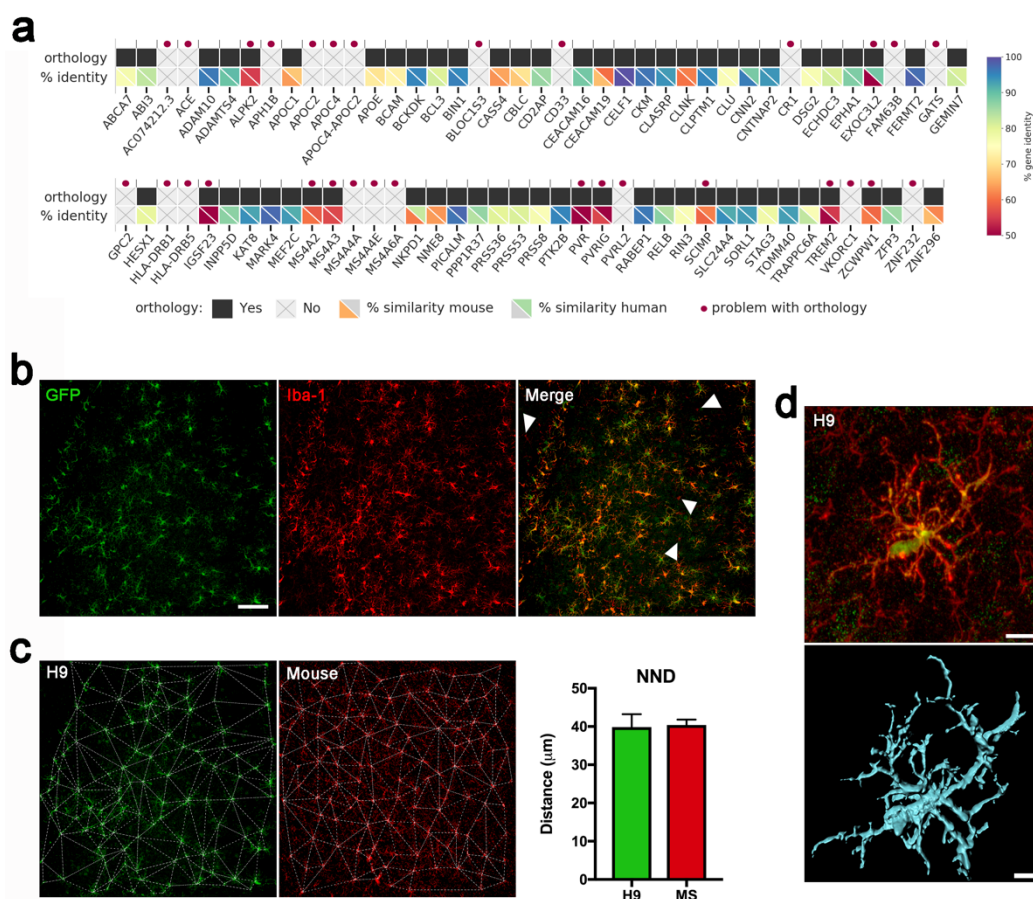 a
orthology
% identity
ABCA7 ABI3 AC074212.3 ACE ADAM10 ADAMTS4 ALPK2 APH1B APOC1 APOC2 APOC4 APOC4-APOC2 APOE BCAM BCKDK BCL3 BIN1 BLOC1S3 CASS4 CBLC CD2AP CD33 CEACAM16 CEACAM19 CELF1 CKM CLASRP CLNK CLPTM1 CLU CNN2 CNTNAP2 CR1 DSG2 ECHDC3 EPHA1 EXOC3L2 FAM63B FERMT2 GATS GEMIN7
100
90
80
70
60
50
% gene identity
orthology
% identity
GPC2 HESX1 HLA-DRB1 HLA-DRB5 IGSF23 INPP5D KAT8 MARK4 MEF2C MS4A2 MS4A3 MS4A4A MS4A4E MS4A6A NKPD1 NME8 PICALM PPP1R37 PRSS36 PRSS53 PRSS8 PTK2B PVR PVRIG PVRL2 RABEP1 RELB RIN3 SCIMP SLC24A4 SORL1 STAG3 TOMM40 TRAPPC6A TREM2 VKORC1 ZCWPW1 ZFP3 ZNF232 ZNF296
orthology: Yes No % similarity mouse % similarity human problem with orthology
b
GFP
Iba-1
Merge
d
H9
c
H9
Mouse
NND
Distance (μm)
50
40
30
20
10
0
H9 MS